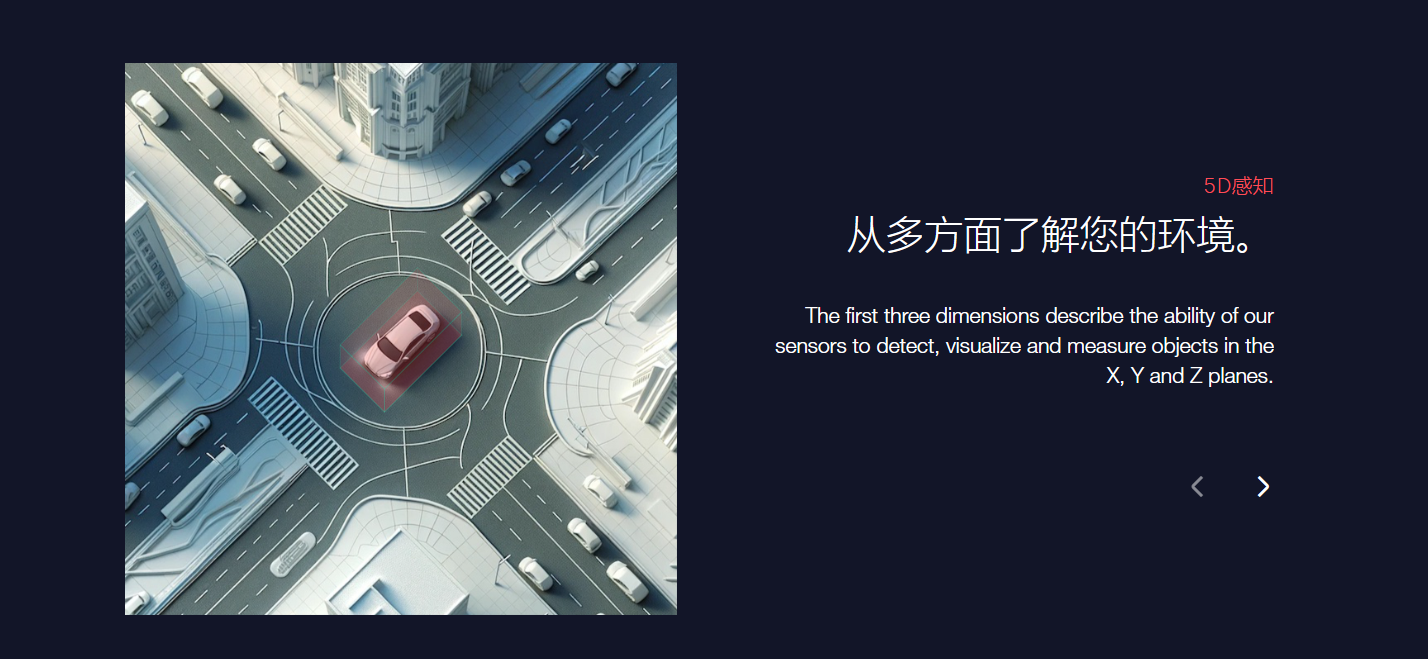 5D感知
从多方面了解您的环境。
The first three dimensions describe the ability of our
sensors to detect, visualize and measure objects in the
X, Y and Z planes.